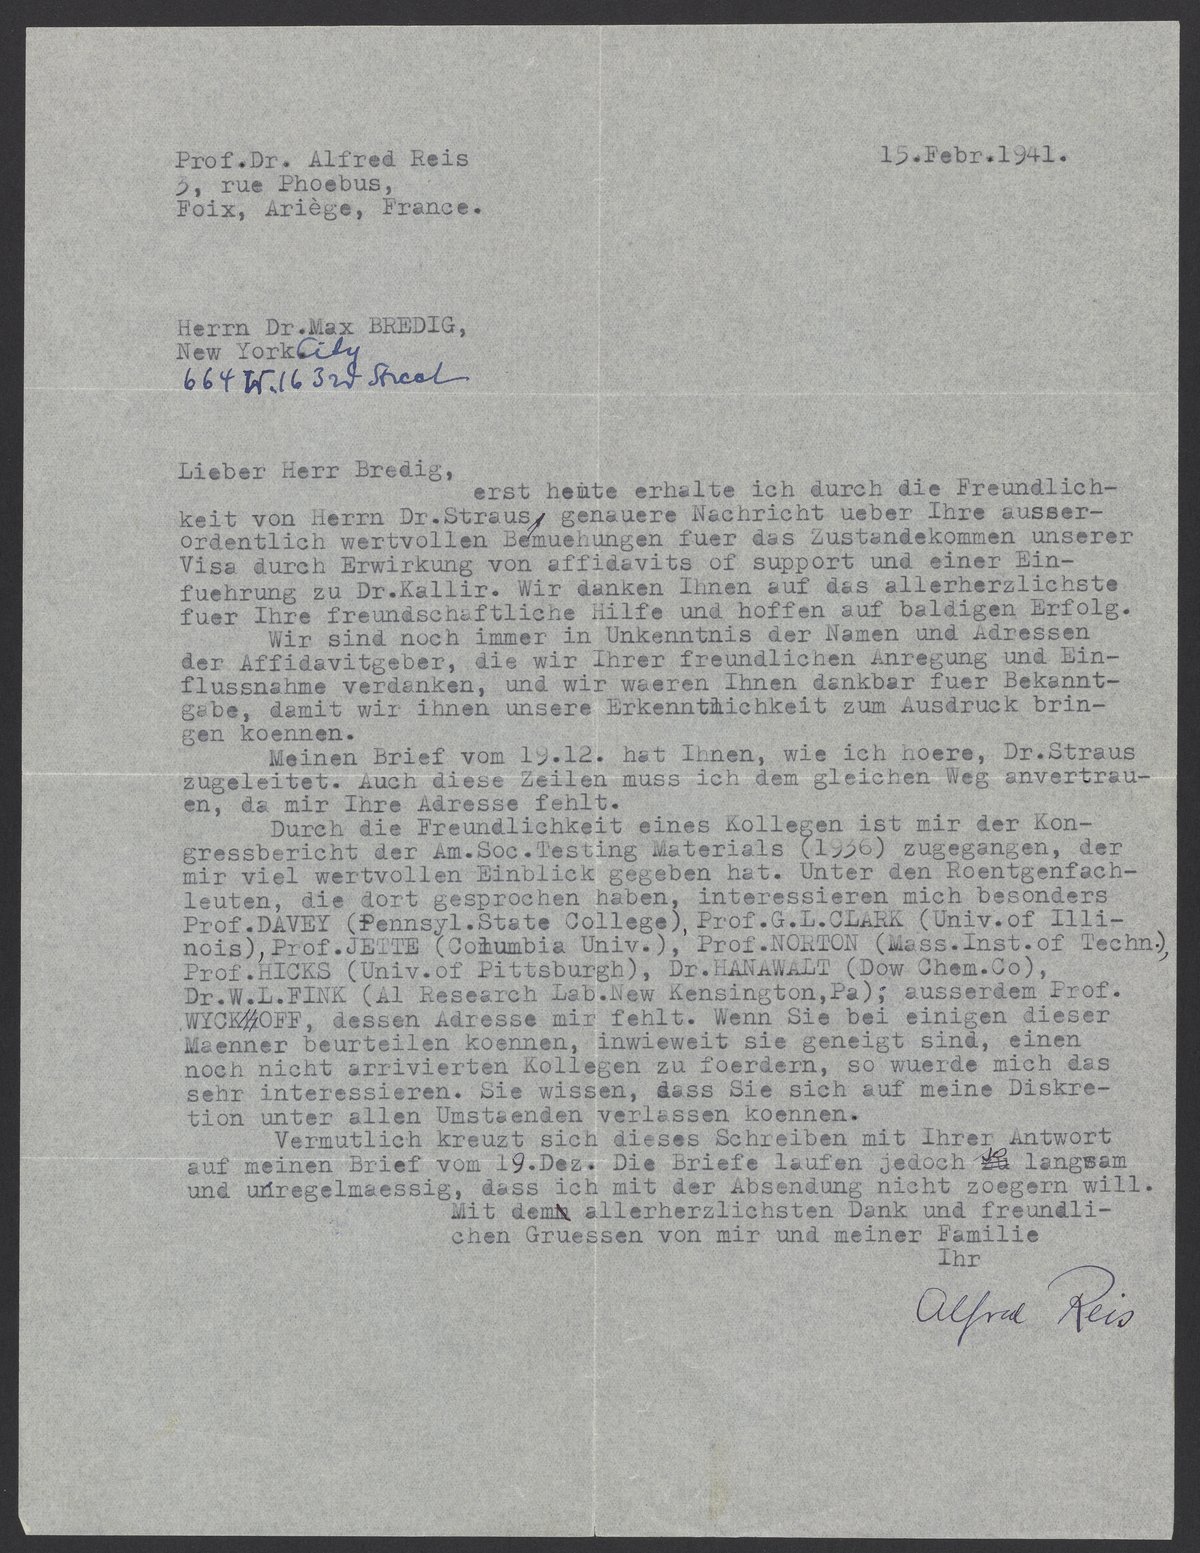 Prof.Dr. Alfred Reis
15.Febr.1941.
3, rue Phoebus,
Foix, Ariège, France.
Herrn Dr.Max BREDIG,
New York.City
664 W.163rd Street
Lieber Herr Bredig,
erst heute erhalte ich durch die Freundlich-
keit von Herrn Dr.Straus, genauere Nachricht ueber Ihre ausser-
ordentlich wertvollen Bemuehungen fuer das Zustandekommen unserer
Visa durch Erwirkung von affidavits of support und einer Ein-
fuehrung zu Dr.Kallir. Wir danken Ihnen auf das allerherzlichste
fuer Ihre freundschaftliche Hilfe und hoffen auf baldigen Erfolg.
Wir sind noch immer in Unkenntnis der Namen und Adressen
der Affidavitgeber, die wir Ihrer freundlichen Anregung und Ein-
flussnahme verdanken, und wir waeren Ihnen dankbar fuer Bekannt-
gabe, damit wir ihnen unsere Erkenntlichkeit zum Ausdruck brin-
gen koennen.
Meinen Brief vom 19.12. hat Ihnen, wie ich hoere, Dr.Straus
zugeleitet. Auch diese Zeilen muss ich dem gleichen Weg anvertrau-
en, da mir Ihre Adresse fehlt.
Durch die Freundlichkeit eines Kollegen ist mir der Kon-
gressbericht der Am.Soc.Testing Materials (1936) zugegangen, der
mir viel wertvollen Einblick gegeben hat. Unter den Roentgenfach-
leuten, die dort gesprochen haben, interessieren mich besonders
Prof.DAVEY (Pennsyl.State College), Prof.G.L.CLARK (Univ.of Illi-
nois), Prof.JETTE (Columbia Univ.), Prof.NORTON (Mass.Inst.of Techn.),
Prof.HICKS (Univ.of Pittsburgh), Dr.HANAWALT (Dow Chem.Co),
Dr.W.L.FINK (Al Research Lab.New Kensington,Pa); ausserdem Prof.
WYCKOFF, dessen Adresse mir fehlt. Wenn Sie bei einigen dieser
Maenner beurteilen koennen, inwieweit sie geneigt sind, einen
noch nicht arrivierten Kollegen zu foerdern, so wuerde mich das
sehr interessieren. Sie wissen, dass Sie sich auf meine Diskre-
tion unter allen Umstaenden verlassen koennen.
Vermutlich kreuzt sich dieses Schreiben mit Ihrer Antwort
auf meinen Brief vom 19.Dez. Die Briefe laufen jedoch so langsam
und unregelmaessig, dass ich mit der Absendung nicht zoegern will.
Mit dem allerherzlichsten Dank und freundli-
chen Gruessen von mir und meiner Familie
Ihr
Alfred Reis